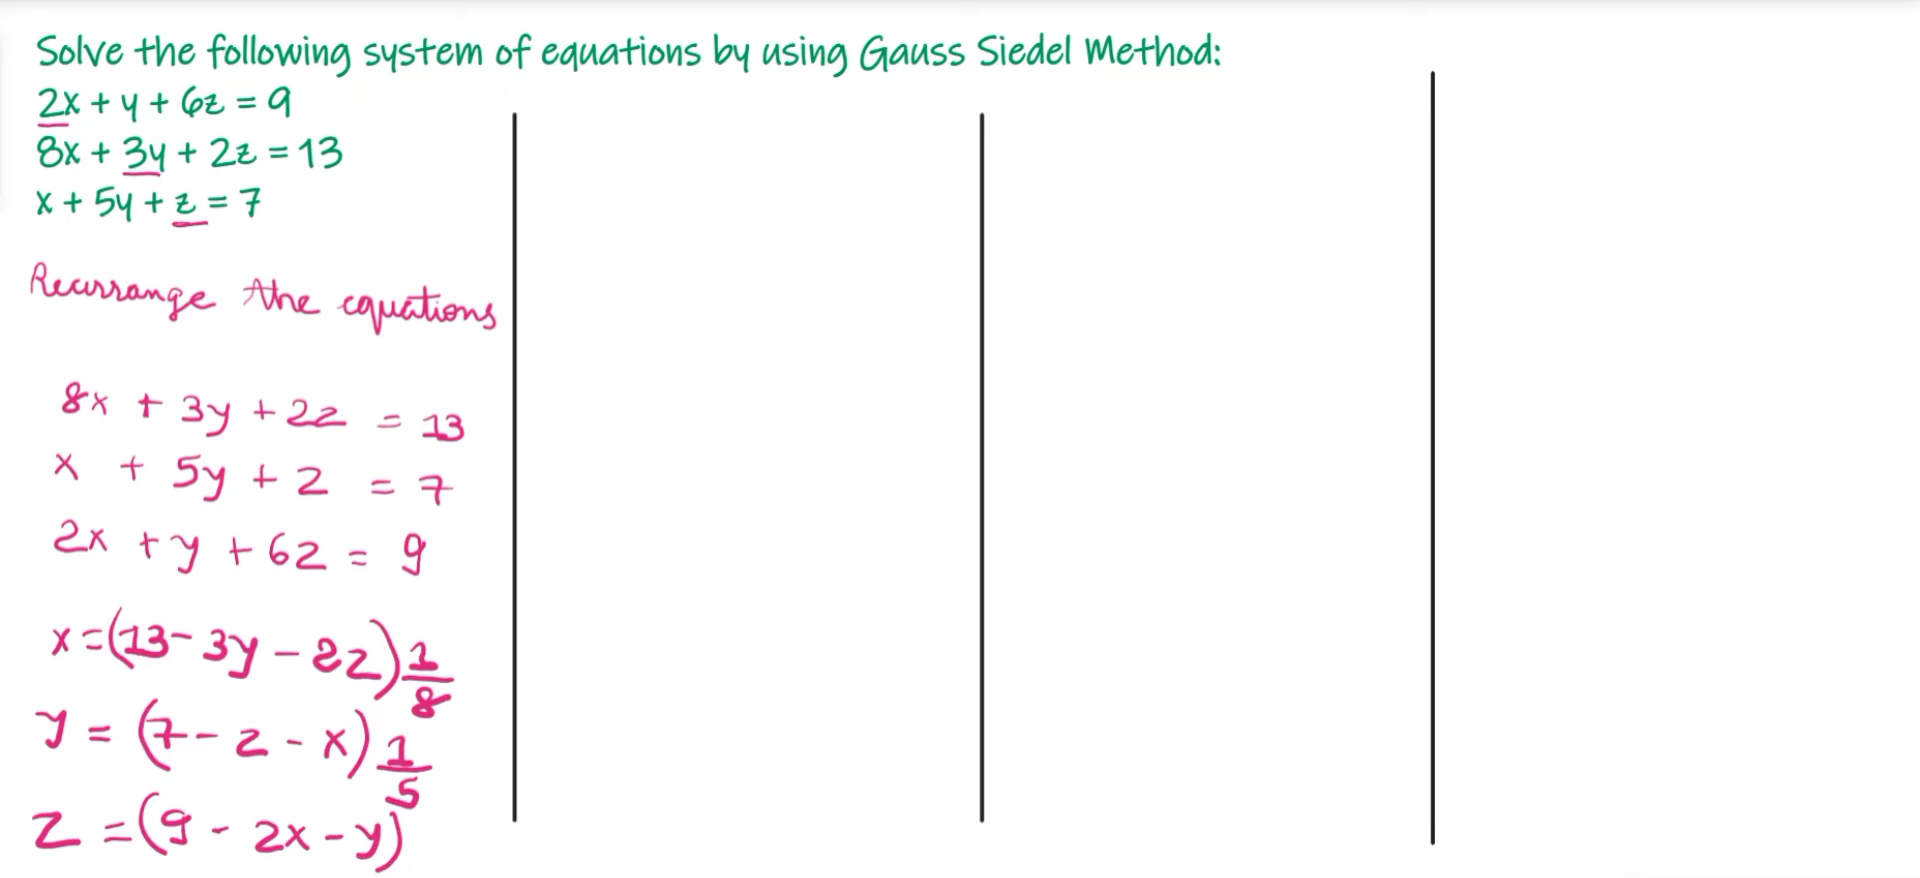 Solve the following system of equations by using Gauss Siedel Method:
2x + y + 6z = 9
8x + 3y + 2z = 13
x + 5y + z = 7
Rearrange the equations
8x + 3y + 2z = 13
x + 5y + z = 7
2x + y + 6z = 9
x = (13 - 3y - 2z) 1/8
y = (7 - z - x) 1/5
z = (9 - 2x - y)